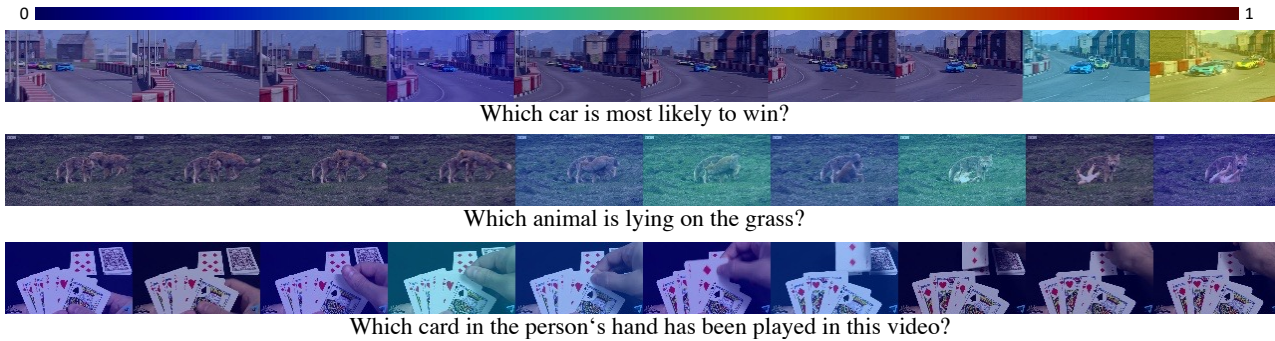 0 1
Which car is most likely to win?
Which animal is lying on the grass?
Which card in the person‘s hand has been played in this video?